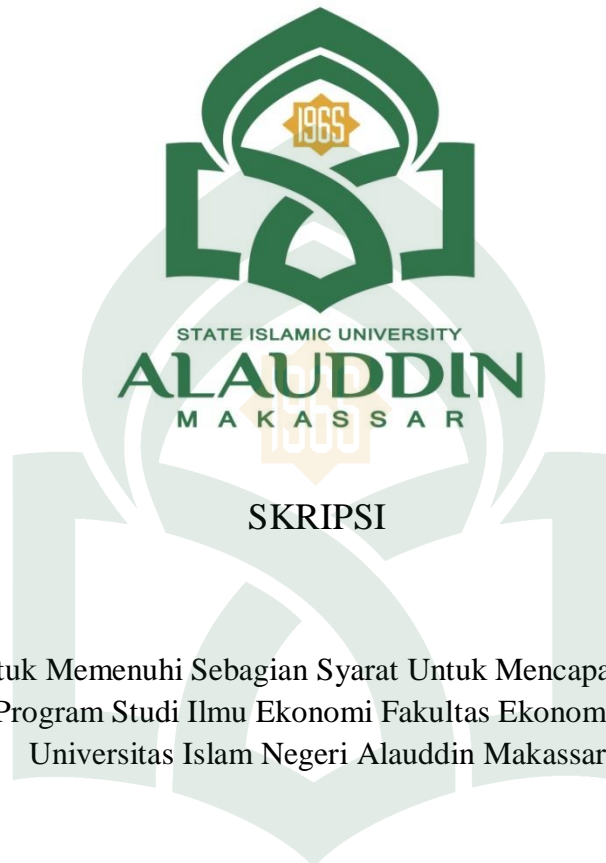 1965
STATE ISLAMIC UNIVERSITY
ALAUDDIN
MAKASSAR
1965
SKRIPSI
tuk Memenuhi Sebagian Syarat Untuk Mencapa
Program Studi Ilmu Ekonomi Fakultas Ekonom
Universitas Islam Negeri Alauddin Makassar